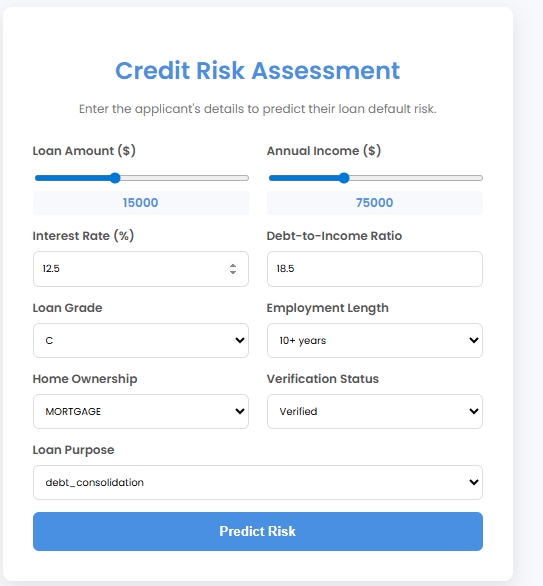 Credit Risk Assessment
Enter the applicant's details to predict their loan default risk.
Loan Amount ($) Annual Income ($)
15000 75000
Interest Rate (%) Debt-to-Income Ratio
12.5 18.5
Loan Grade Employment Length
C 10+ years
Home Ownership Verification Status
MORTGAGE Verified
Loan Purpose
debt_consolidation
Predict Risk